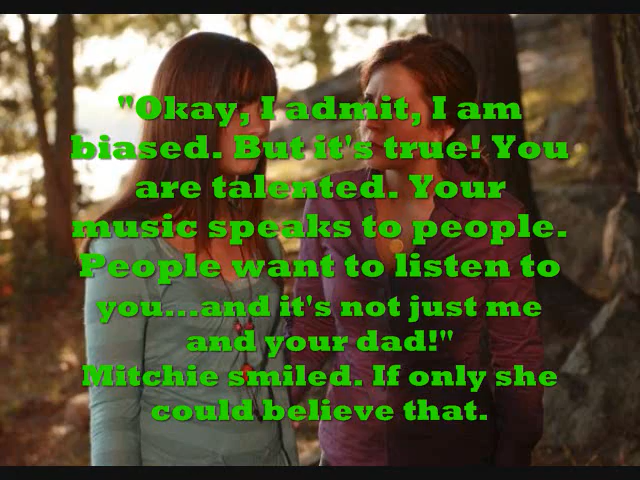 "Okay, I admit, I am
biased. But it's true! You
are talented. Your
music speaks to people.
People want to listen to
you...and it's not just me
and your dad!"
Mitchie smiled. If only she
could believe that.